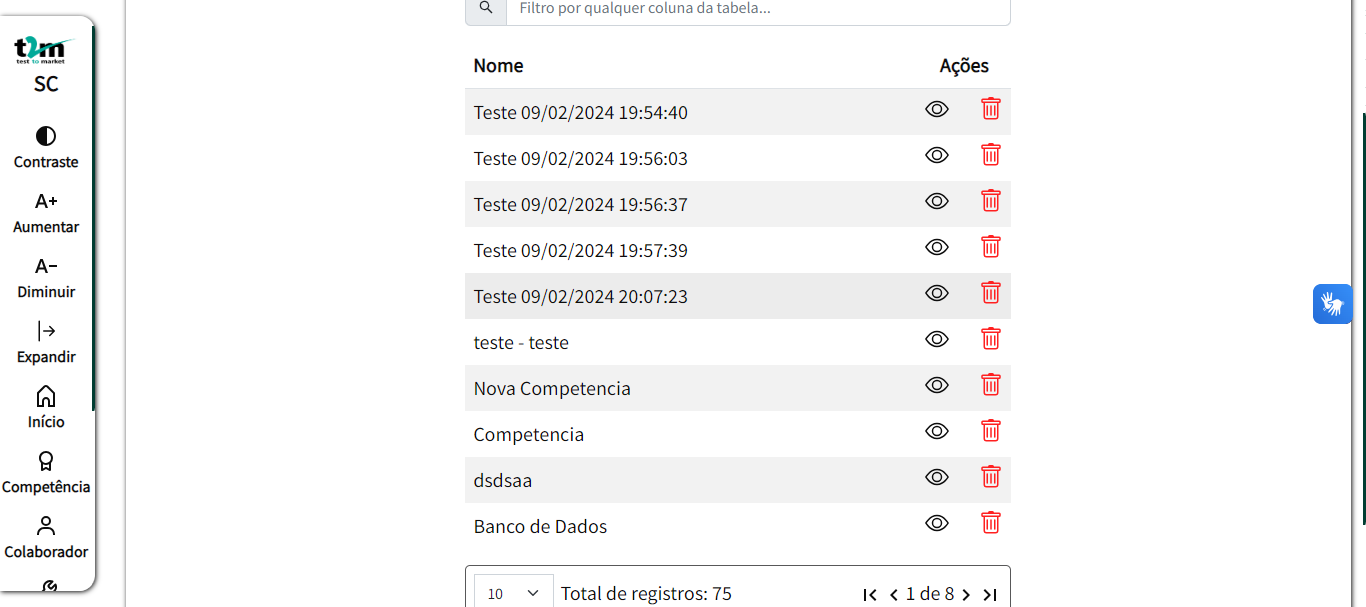 t2m
test to market
SC
Contraste
A+
Aumentar
A-
Diminuir
Expandir
Início
Competência
Colaborador
Filtro por qualquer coluna da tabela...
Nome Ações
Teste 09/02/2024 19:54:40
Teste 09/02/2024 19:56:03
Teste 09/02/2024 19:56:37
Teste 09/02/2024 19:57:39
Teste 09/02/2024 20:07:23
teste - teste
Nova Competencia
Competencia
dsdsaa
Banco de Dados
10 Total de registros: 75 1 de 8